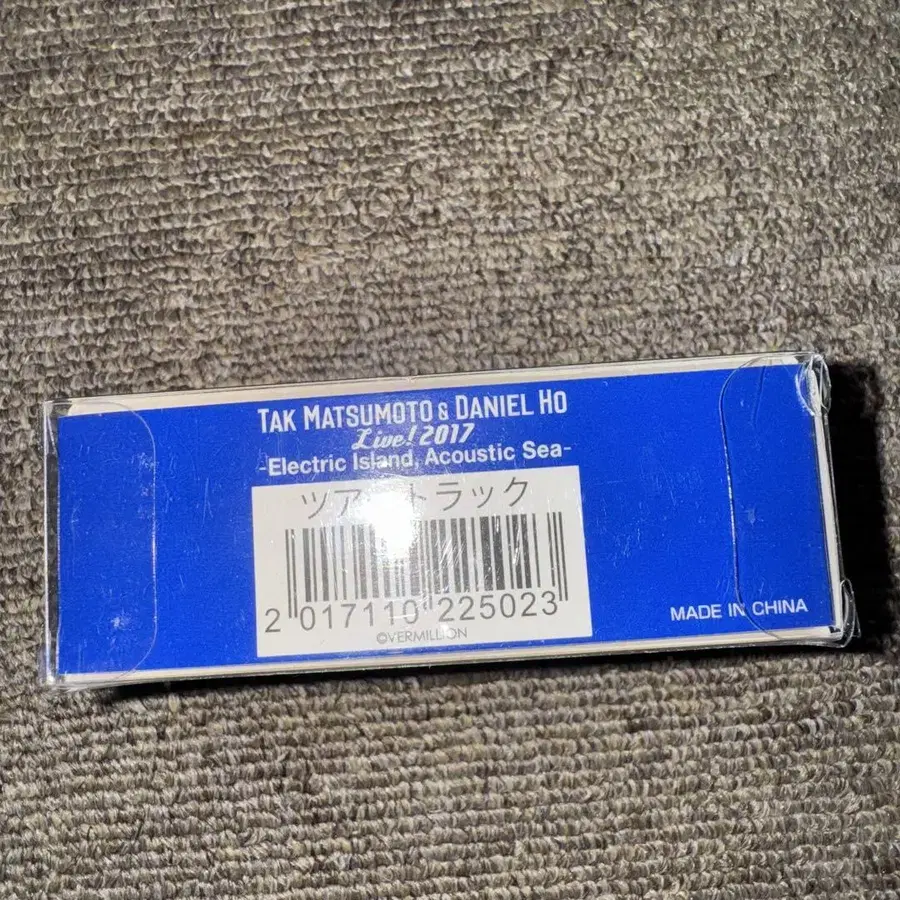 TAK MATSUMOTO & DANIEL HO
Live! 2017
-Electric Island, Acoustic Sea-
ツアートラック
2 017110 225023
©VERMILLION
MADE IN CHINA